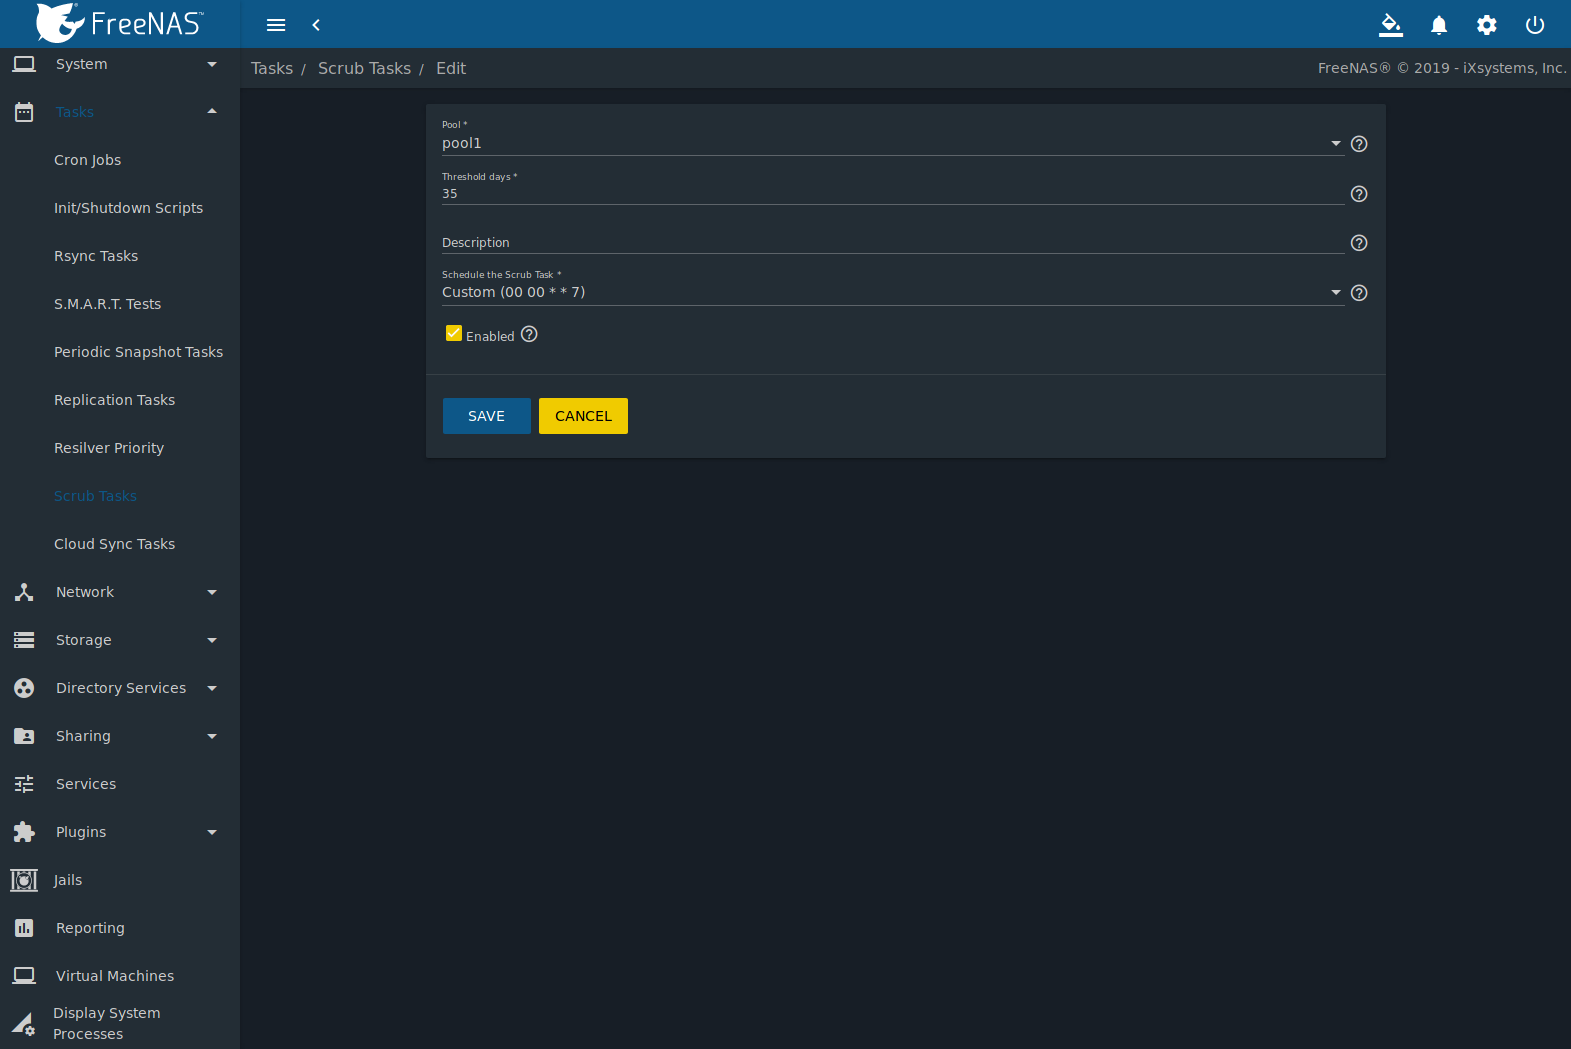 FreeNAS™
System
Tasks / Scrub Tasks / Edit
FreeNAS® © 2019 - iXsystems, Inc.
Tasks
Cron Jobs
Init/Shutdown Scripts
Rsync Tasks
S.M.A.R.T. Tests
Periodic Snapshot Tasks
Replication Tasks
Resilver Priority
Scrub Tasks
Cloud Sync Tasks
Network
Storage
Directory Services
Sharing
Services
Plugins
Jails
Reporting
Virtual Machines
Display System
Processes
Pool *
pool1
Threshold days *
35
Description
Schedule the Scrub Task *
Custom (00 00 * * 7)
Enabled
SAVE CANCEL